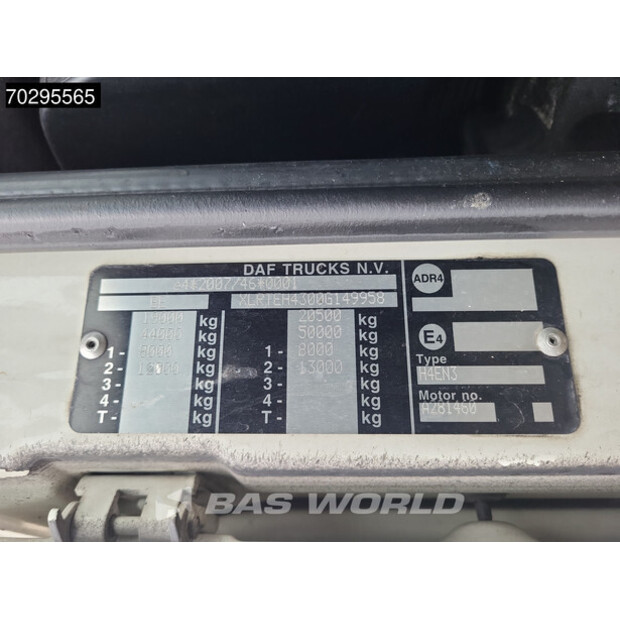 70295565
DAF TRUCKS N.V.
XLRTEH4300G149958
kg 20500 kg
kg 50000 kg
1- kg 1- 8000 kg
2- kg 2- 13000 kg
3- kg 3- kg
4- kg 4- kg
T- kg T- kg
ADR4
E4
Type
H4EN3
Motor no.
A281460
BAS WORLD